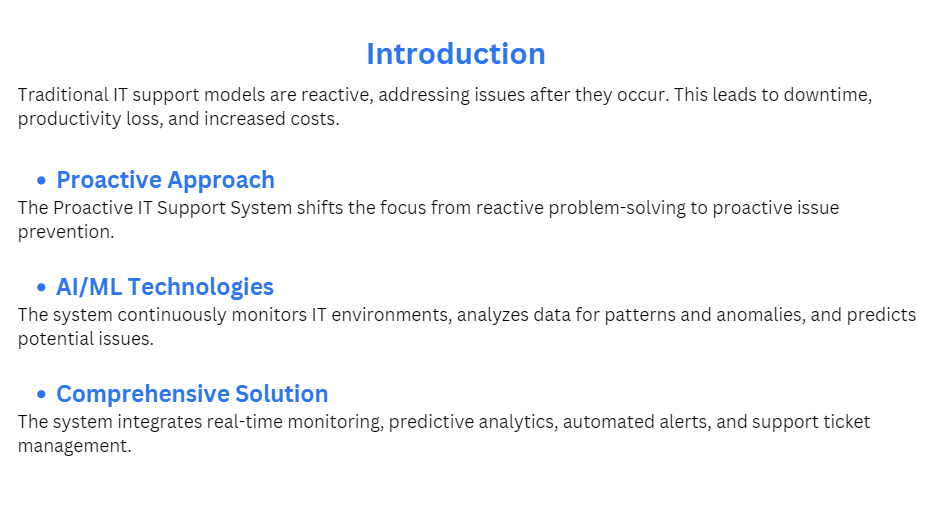 Introduction
Traditional IT support models are reactive, addressing issues after they occur. This leads to downtime,
productivity loss, and increased costs.
• Proactive Approach
The Proactive IT Support System shifts the focus from reactive problem-solving to proactive issue
prevention.
• AI/ML Technologies
The system continuously monitors IT environments, analyzes data for patterns and anomalies, and predicts
potential issues.
• Comprehensive Solution
The system integrates real-time monitoring, predictive analytics, automated alerts, and support ticket
management.